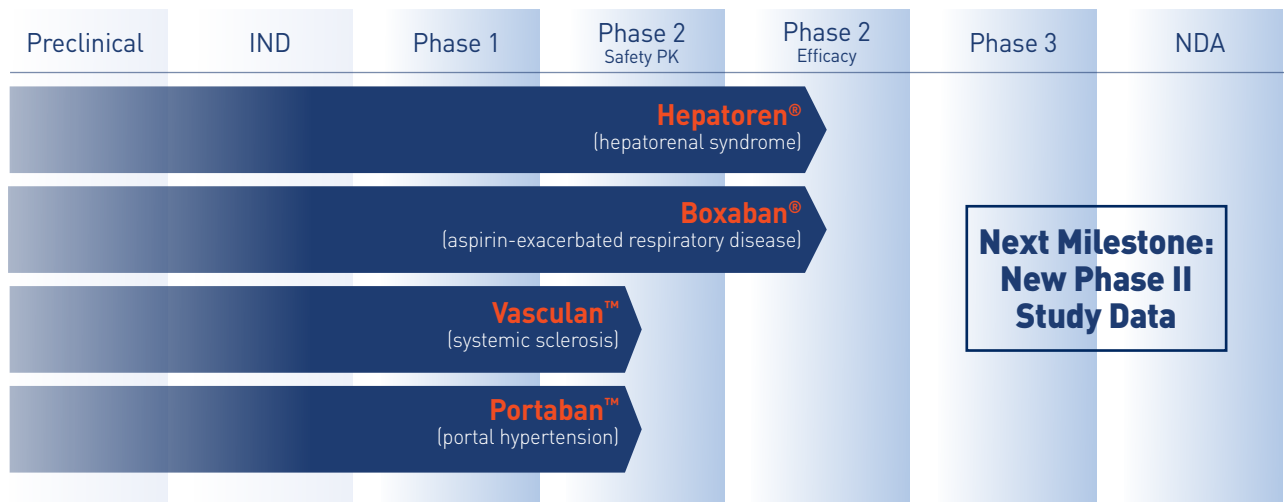 Preclinical
IND
Phase 1
Phase 2
Safety PK
Phase 2
Efficacy
Phase 3
NDA
Hepatoren®
(hepatorenal syndrome)
Boxaban®
(aspirin-exacerbated respiratory disease)
Vasculan™
(systemic sclerosis)
Portaban™
(portal hypertension)
Next Milestone:
New Phase II
Study Data